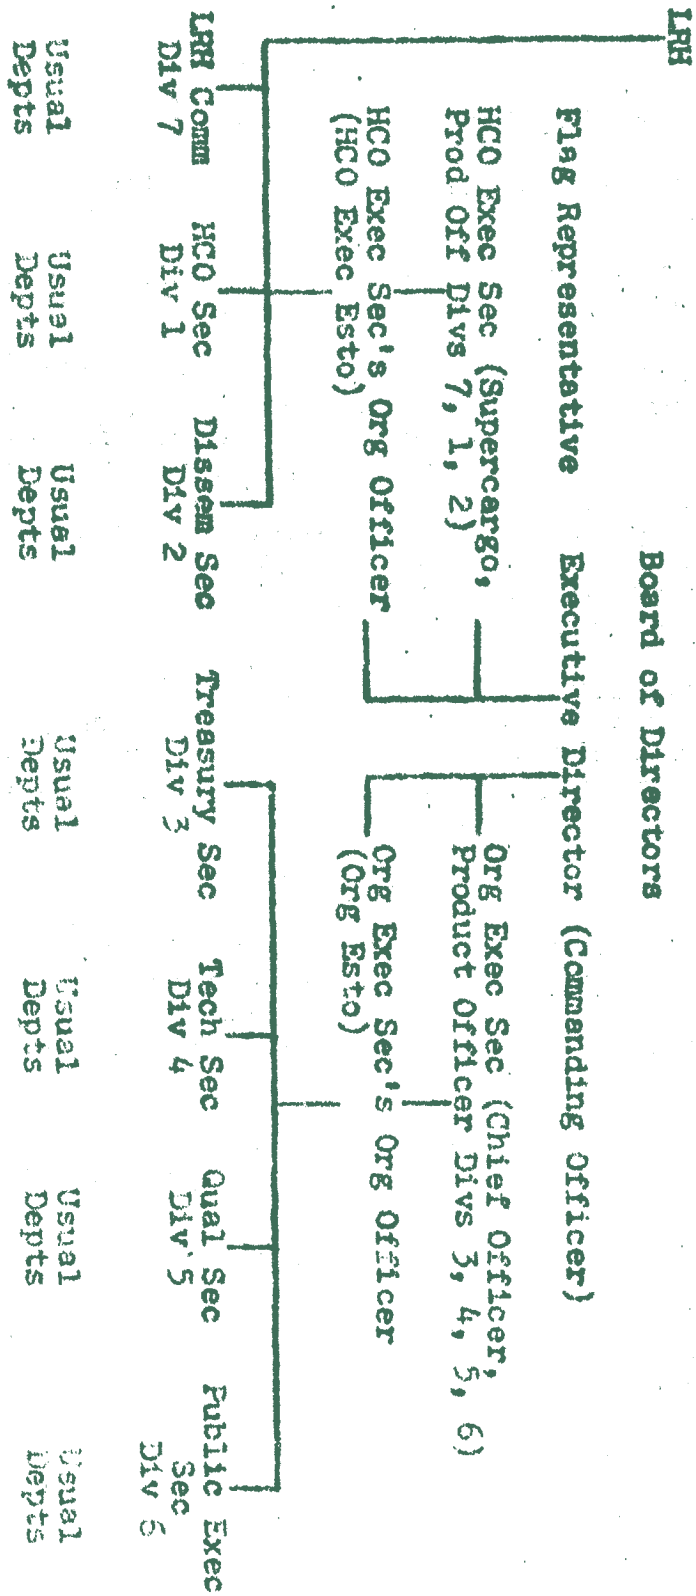 LRH
Board of Directors
Flag Representative
Executive Director (Commanding Officer)
HCO Exec Sec (Supercargo,
Prod Off Divs 7, 1, 2)
Org Exec Sec (Chief Officer,
Product Officer Divs 3, 4, 5, 6)
HCO Exec Sec's Org Officer
(HCO Exec Esto)
Org Exec Sec's Org Officer
(Org Esto)
LRH Comm
Div 7
HCO Sec
Div 1
Dissem Sec
Div 2
Treasury Sec
Div 3
Tech Sec
Div 4
Qual Sec
Div 5
Public Exec
Sec
Div 6
Usual
Depts
Usual
Depts
Usual
Depts
Usual
Depts
Usual
Depts
Usual
Depts
Usual
Depts